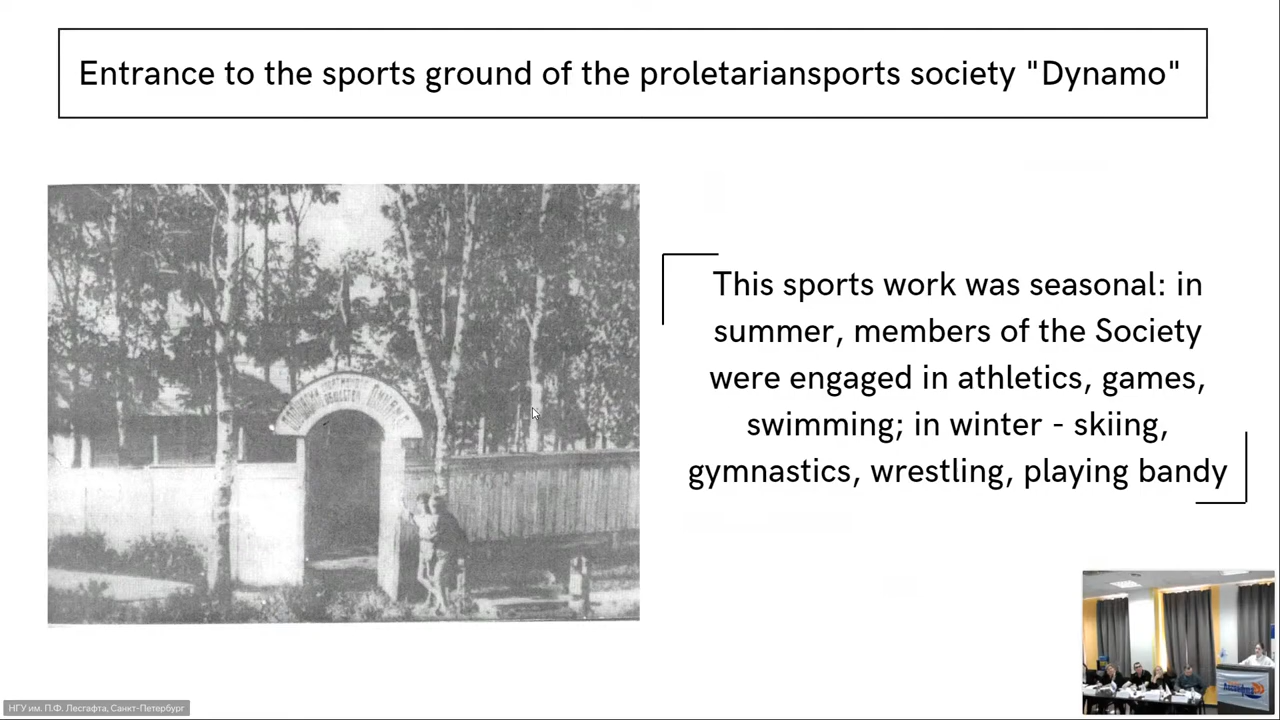 Entrance to the sports ground of the proletariansports society "Dynamo"
This sports work was seasonal: in
summer, members of the Society
were engaged in athletics, games,
swimming; in winter - skiing,
gymnastics, wrestling, playing bandy
НГУ им. П.Ф. Лесгафта, Санкт-Петербург